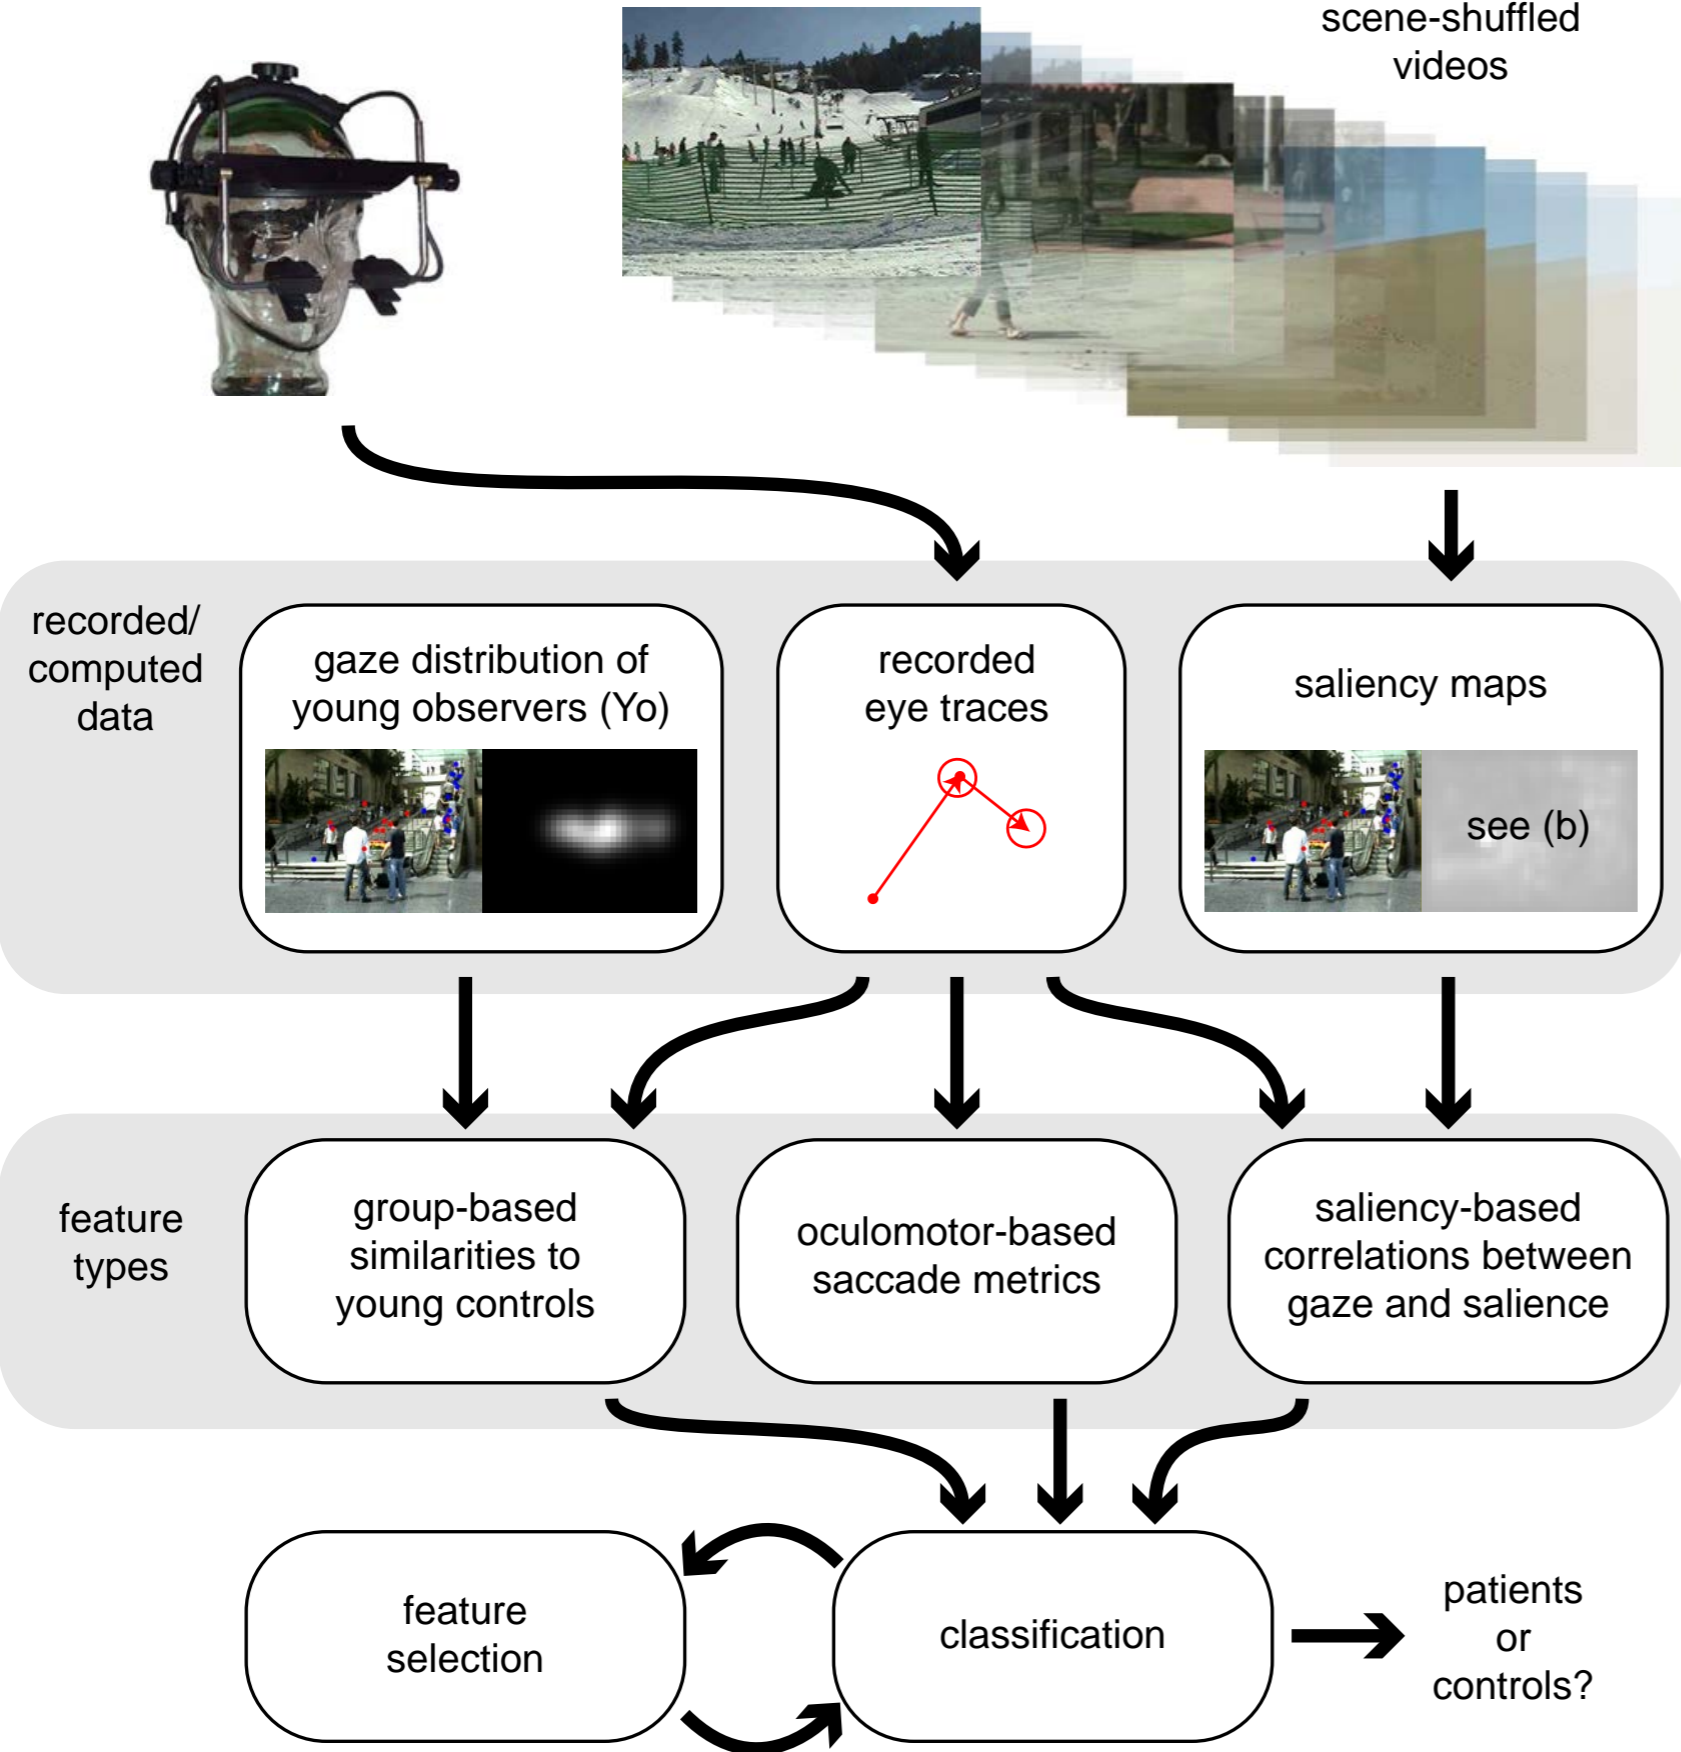 scene-shuffled
videos
recorded/
computed
data
gaze distribution of
young observers (Yo)
recorded
eye traces
saliency maps
see (b)
feature
types
group-based
similarities to
young controls
oculomotor-based
saccade metrics
saliency-based
correlations between
gaze and salience
feature
selection
classification
patients
or
controls?